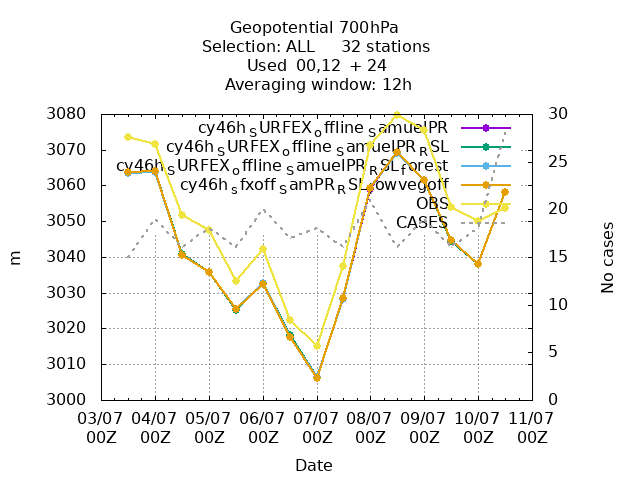 Geopotential 700hPa
Selection: ALL 32 stations
Used 00,12 + 24
Averaging window: 12h
cy46h_SURFEX_offline_SamuelPR
cy46h_SURFEX_offline_SamuelPR_RSL
cy46h_SURFEX_offline_SamuelPR_RSL_forest
cy46h_sfxoff_SamPR_RSL_lowvegoff
OBS
CASES
3080
3070
3060
3050
3040
3030
3020
3010
3000
m
30
25
20
15
10
5
0
No cases
03/07 04/07 05/07 06/07 07/07 08/07 09/07 10/07 11/07
00Z 00Z 00Z 00Z 00Z 00Z 00Z 00Z 00Z
Date